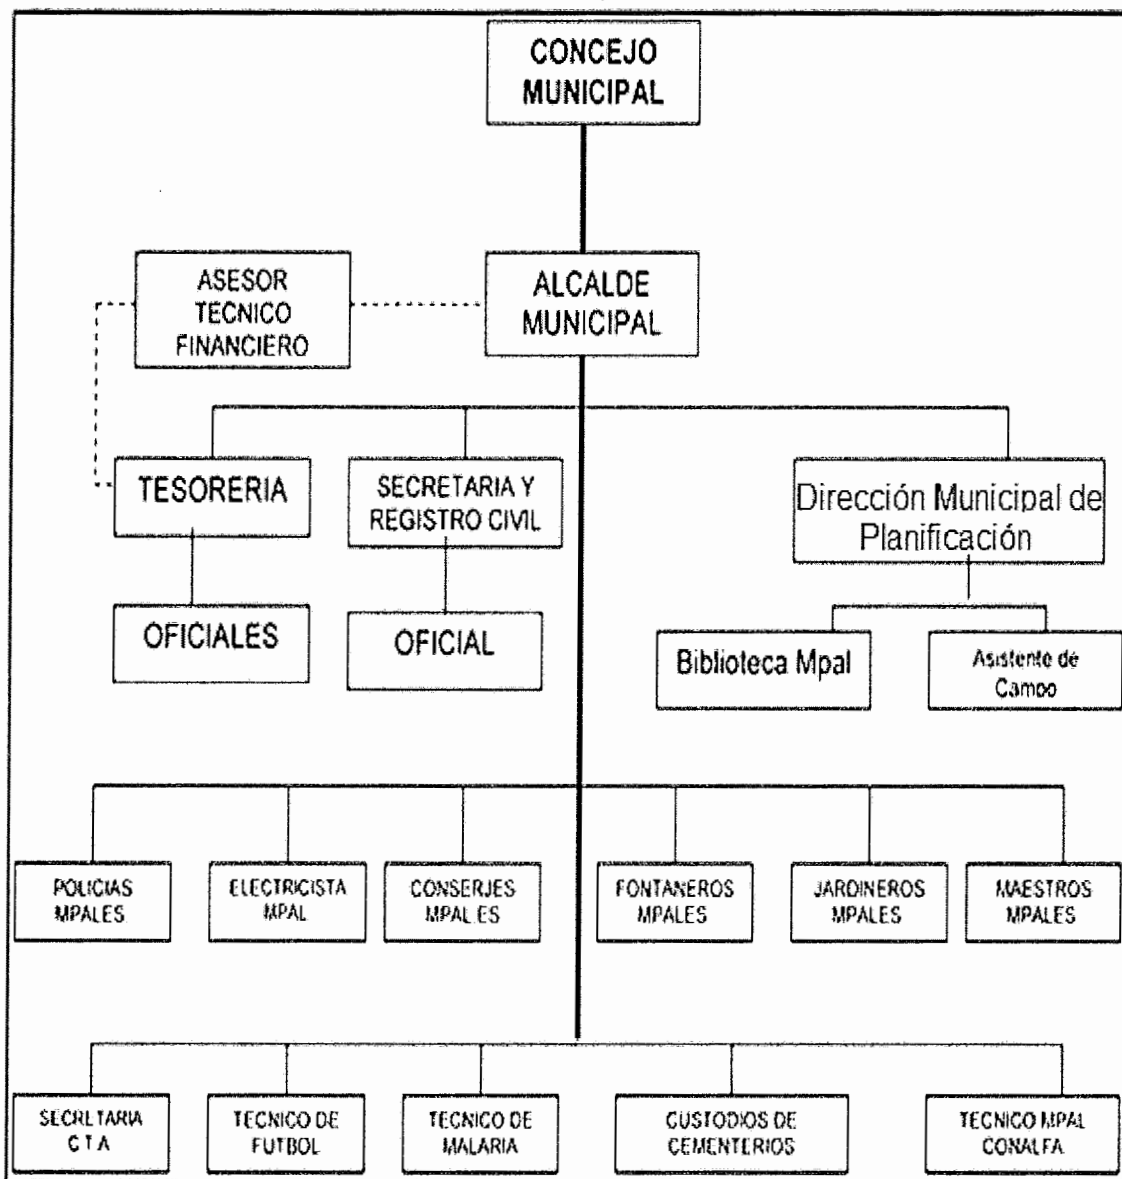 CONCEJO
MUNICIPAL
ASESOR
TECNICO
FINANCIERO
ALCALDE
MUNICIPAL
TESORERIA
SECRETARIA Y
REGISTRO CIVIL
Dirección Municipal de
Planificación
OFICIALES
OFICIAL
Biblioteca Mpal
Asistente de
Campo
POLICIAS
MPALES
ELECTRICISTA
MPAL
CONSERJES
MPALES
FONTANEROS
MPALES
JARDINEROS
MPALES
MAESTROS
MPALES
SECRETARIA
C.T.A
TECNICO DE
FUTBOL
TECNICO DE
MALARIA
CUSTODIOS DE
CEMENTERIOS
TECNICO MPAL
CONALFA